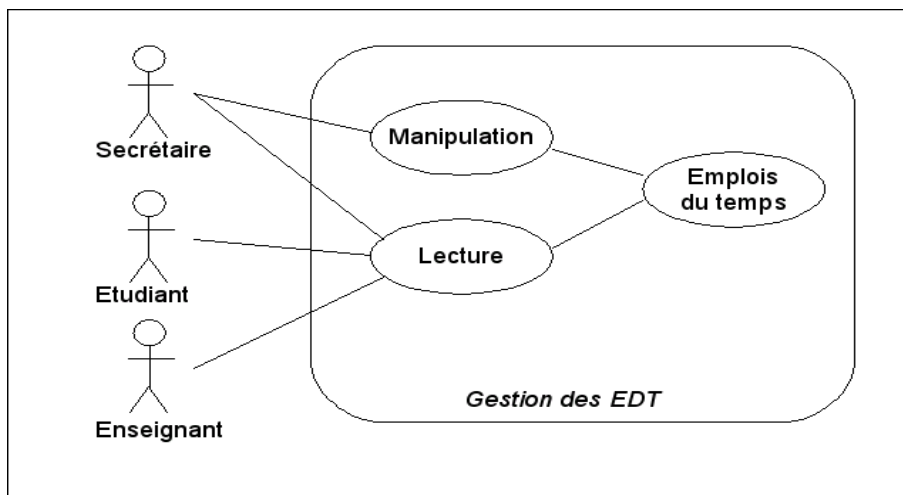 Secrétaire
Manipulation
Emplois
du temps
Lecture
Etudiant
Enseignant
Gestion des EDT